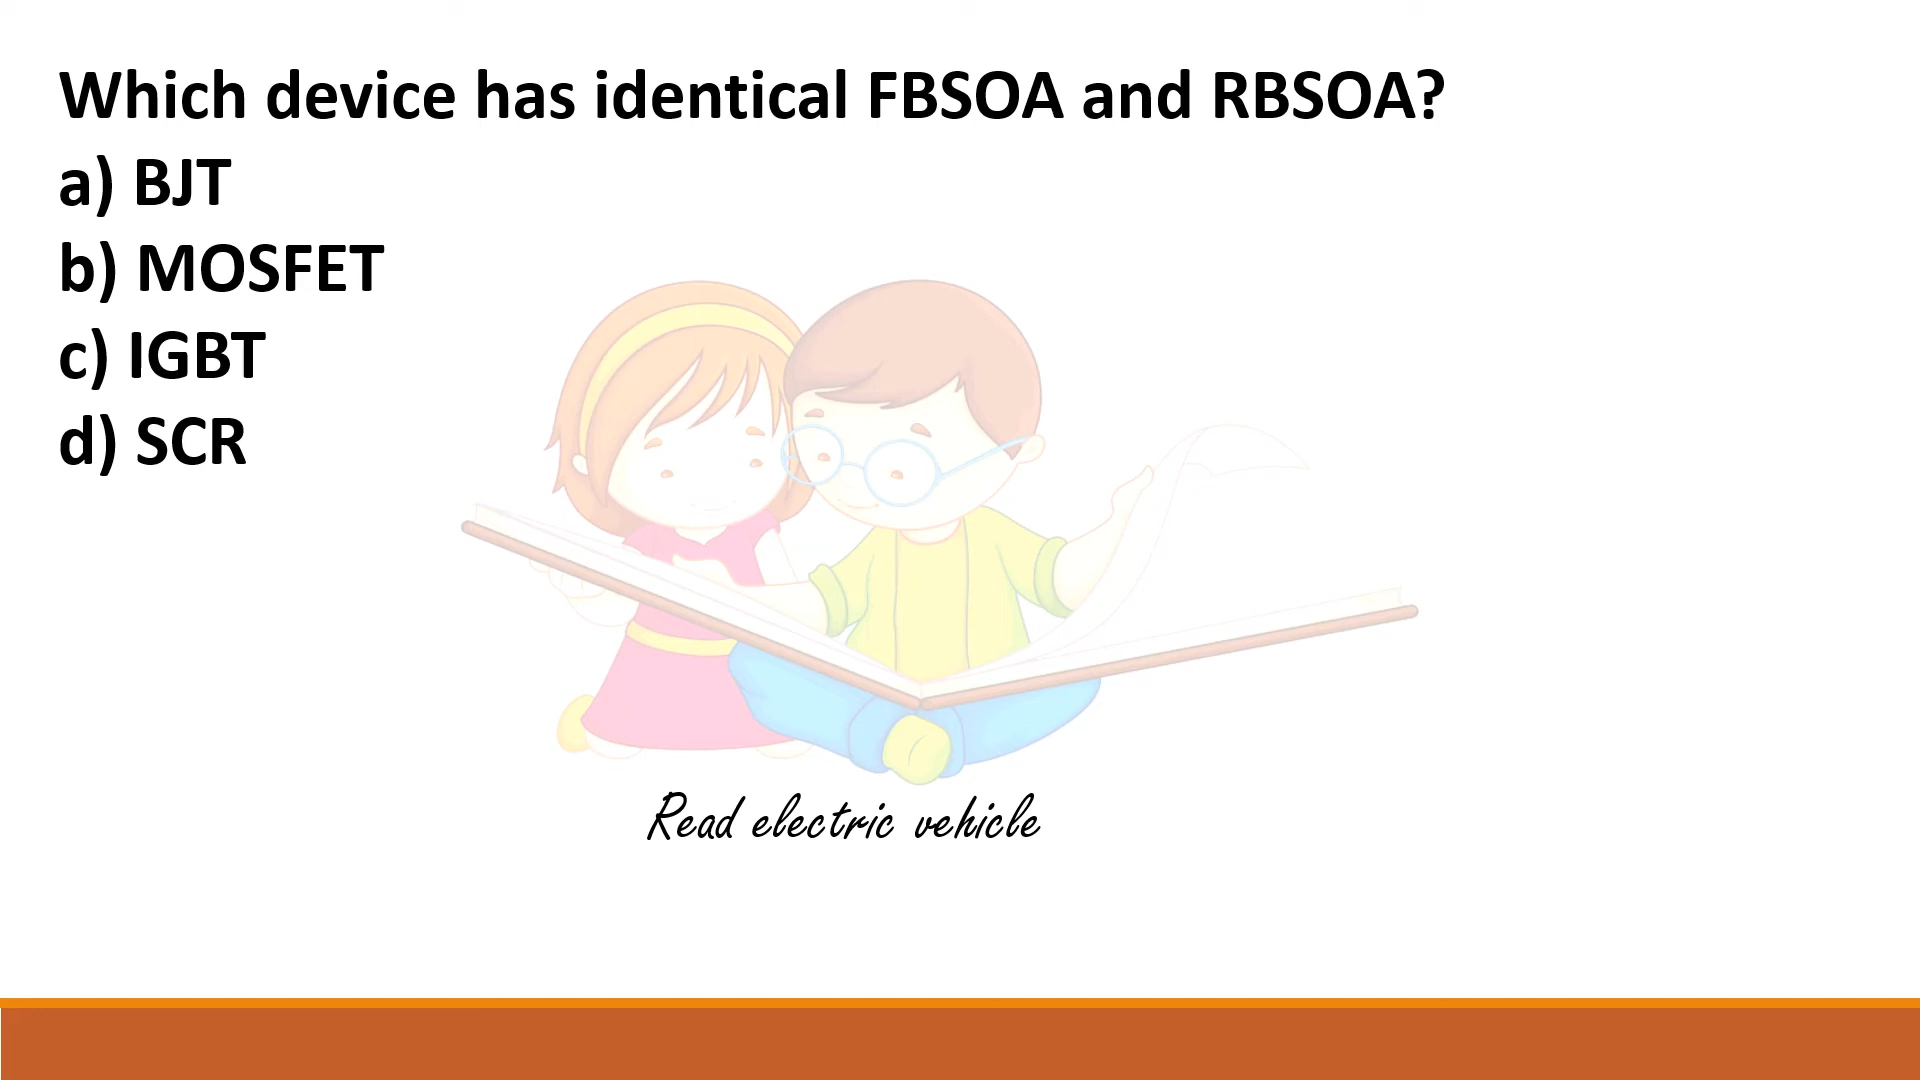 Which device has identical FBSOA and RBSOA?
a) BJT
b) MOSFET
c) IGBT
d) SCR
Read electric vehicle